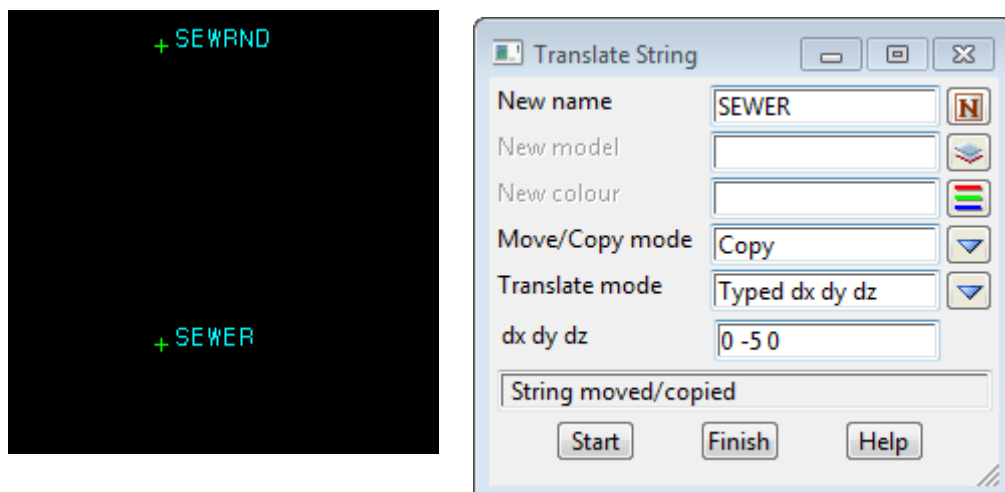 SEWRND
SEWER
Translate String
New name SEWER N
New model
New colour
Move/Copy mode Copy
Translate mode Typed dx dy dz
dx dy dz 0 -5 0
String moved/copied
Start Finish Help